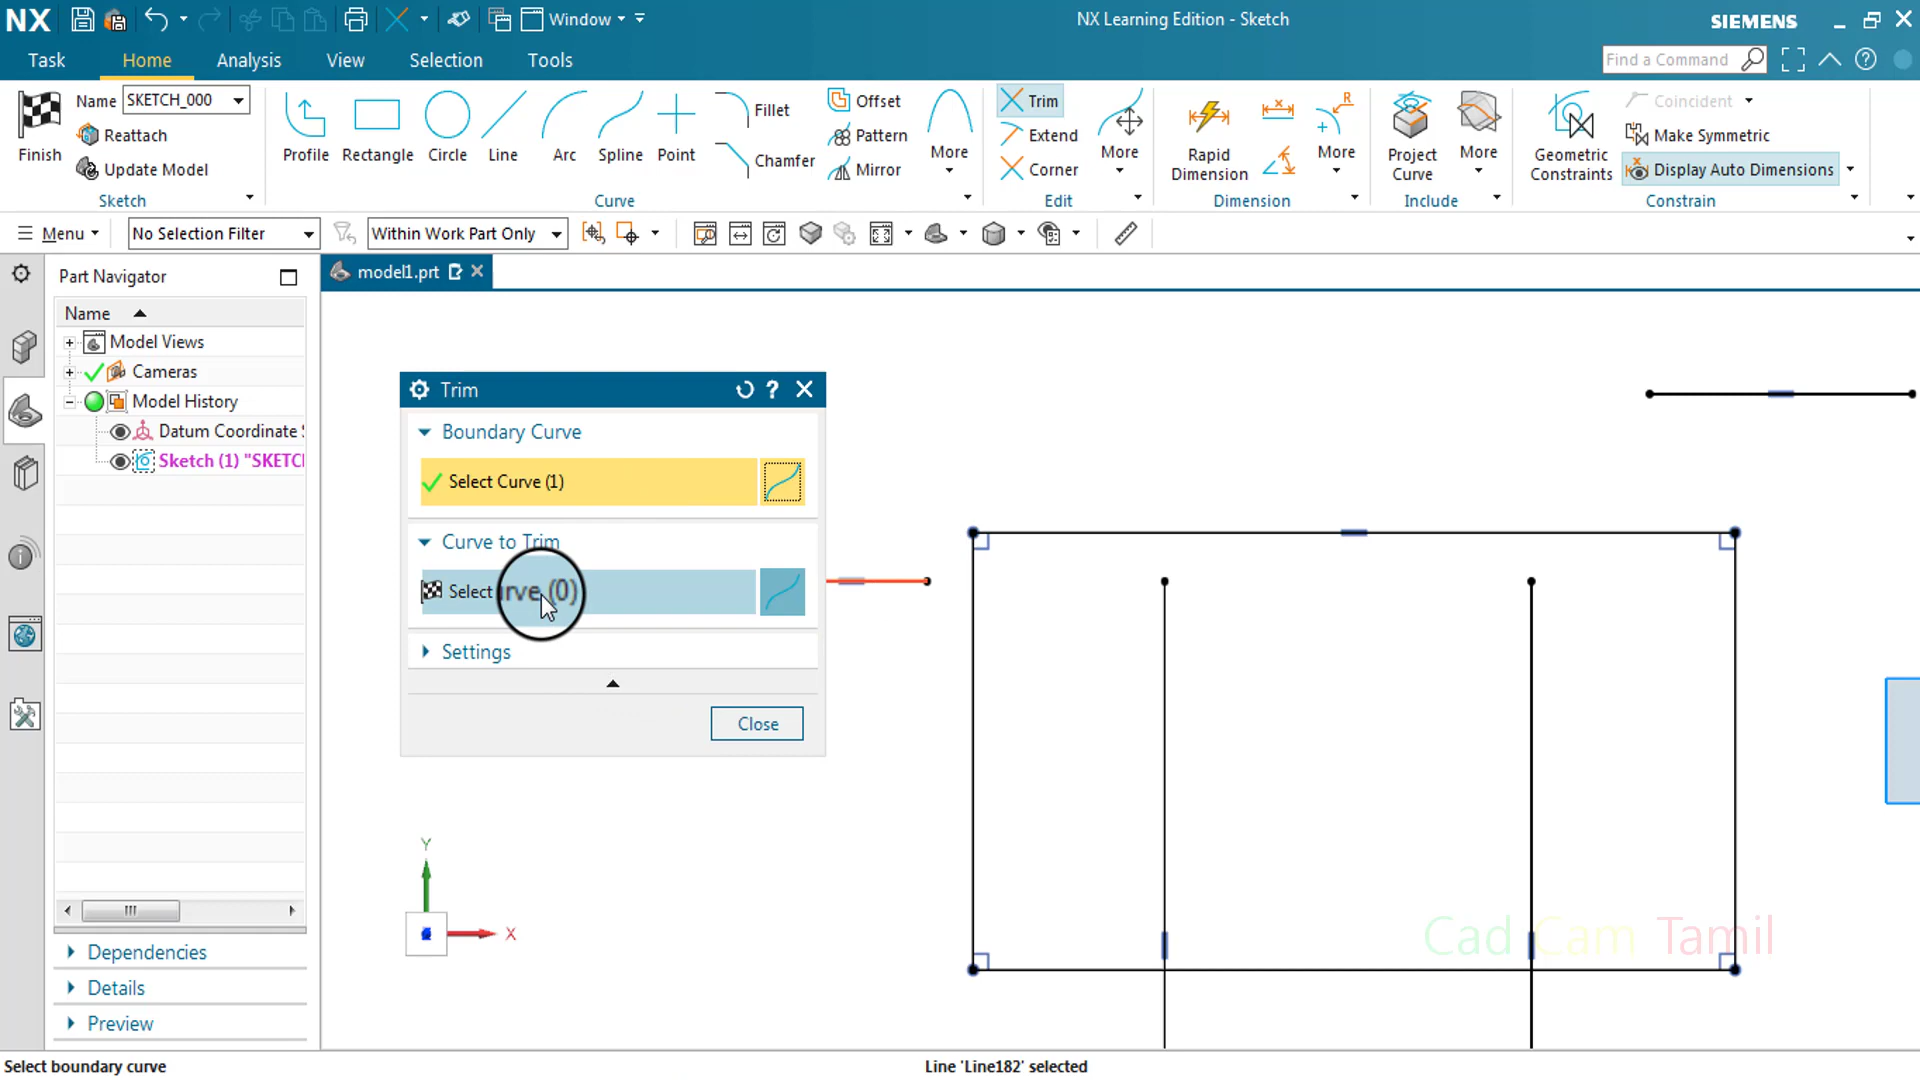 NX
Window
NX Learning Edition - Sketch
SIEMENS
Task
Home
Analysis
View
Selection
Tools
Find a Command
Finish
Name
SKETCH_000
Reattach
Update Model
Sketch
Profile
Rectangle
Circle
Line
Arc
Spline
Point
Fillet
Chamfer
Offset
Pattern
Mirror
More
Curve
Trim
Extend
Corner
More
Edit
Rapid
Dimension
More
Dimension
Project
Curve
More
Include
Geometric
Constraints
Coincident
Make Symmetric
Display Auto Dimensions
Constrain
Menu
No Selection Filter
Within Work Part Only
Part Navigator
model1.prt
Name
Model Views
Cameras
Model History
Datum Coordinate
Sketch (1) "SKETC
Dependencies
Details
Preview
Trim
Boundary Curve
Select Curve (1)
Curve to Trim
Select urve (0)
Settings
Close
Y
X
Cad Cam Tamil
Select boundary curve
Line 'Line182' selected